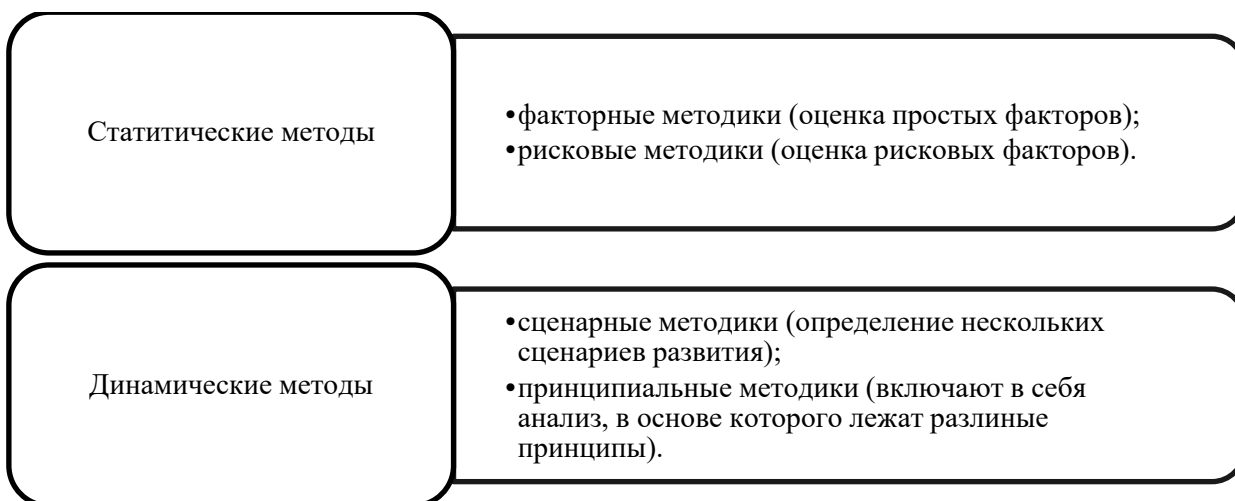 Статитические методы
•факторные методики (оценка простых факторов);
•рисковые методики (оценка рисковых факторов).
Динамические методы
•сценарные методики (определение нескольких
сценариев развития);
•принципиальные методики (включают в себя
анализ, в основе которого лежат разлиные
принципы).